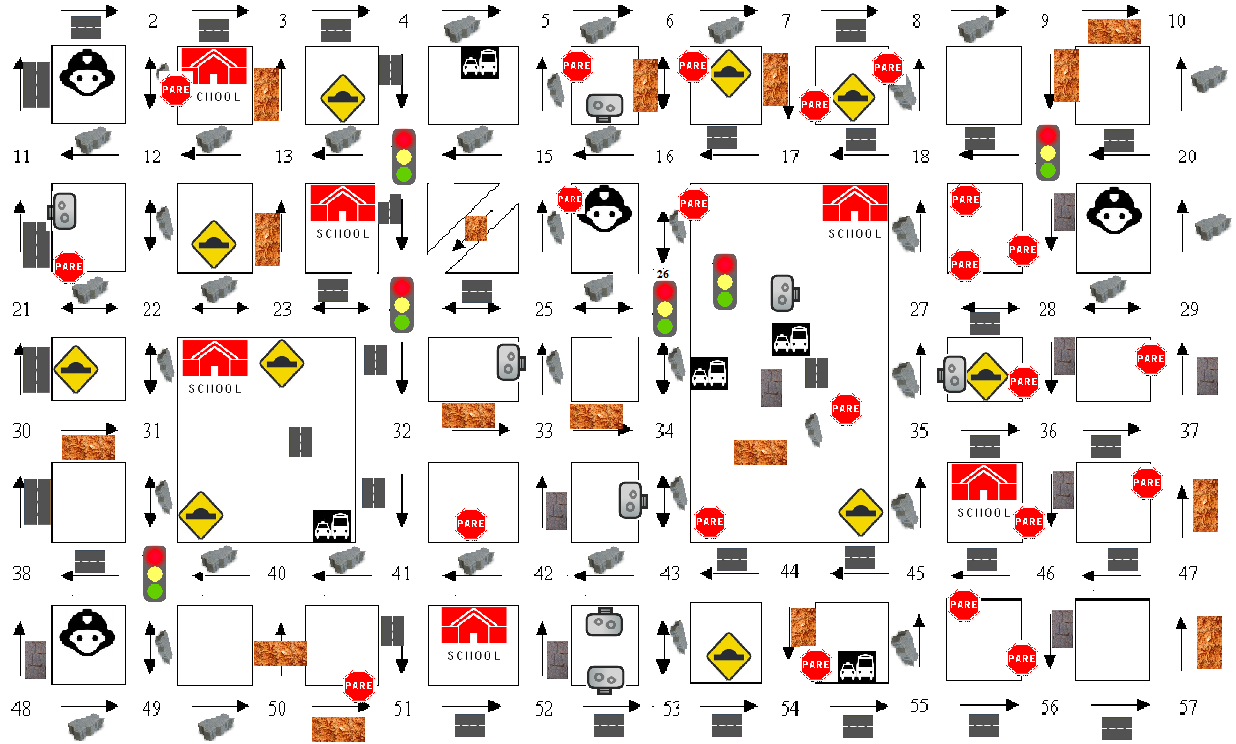 2 3 4 5 6 7 8 9 10
PARE PARE PARE
PARE CHOOL PARE
11 12 13 15 16 17 18 20
PARE PARE PARE
SCHOOL SCHOOL
PARE PARE PARE
26
21 22 23 25 27 28 29
PARE
SCHOOL PARE
PARE
30 31 32 33 34 35 36 37
PARE
SCHOOL
PARE PARE PARE
38 40 41 42 43 44 45 46 47
PARE
SCHOOL PARE PARE
PARE
48 49 50 51 52 53 54 55 56 57